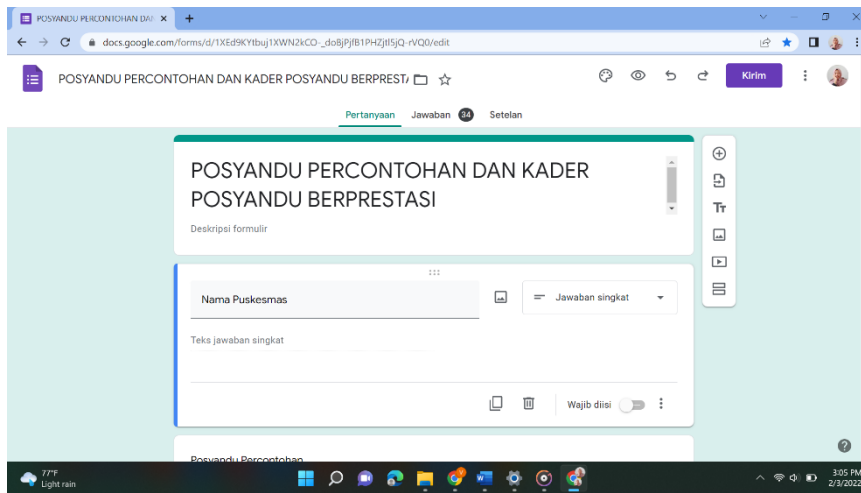 POSYANDU PERCONTOHAN DAN
docs.google.com/forms/d/1XEd9KYtbuj1XWN2kCO-_doBjPjfB1PHZjtI5jQ-rVQ0/edit
POSYANDU PERCONTOHAN DAN KADER POSYANDU BERPREST
Kirim
Pertanyaan Jawaban 34 Setelan
POSYANDU PERCONTOHAN DAN KADER
POSYANDU BERPRESTASI
Deskripsi formulir
Nama Puskesmas
Jawaban singkat
Teks jawaban singkat
Wajib diisi
Posyandu Percontohan
77°F
Light rain
3:05 PM
2/3/2022